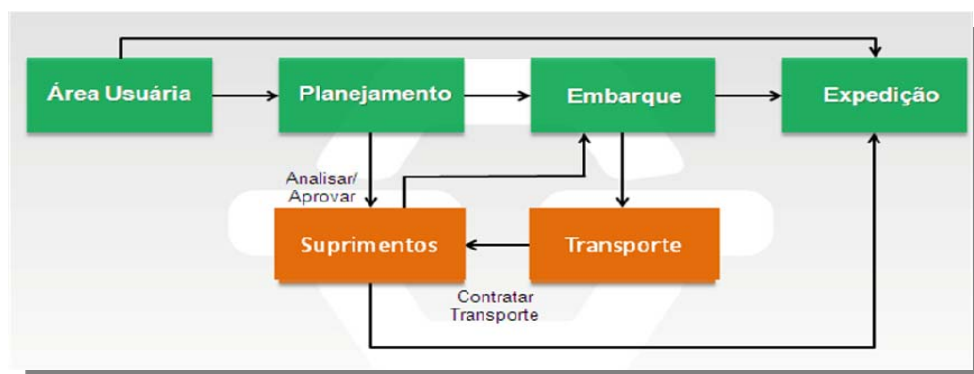 Área Usuária
Planejamento
Embarque
Expedição
Analisar/
Aprovar
Suprimentos
Transporte
Contratar
Transporte